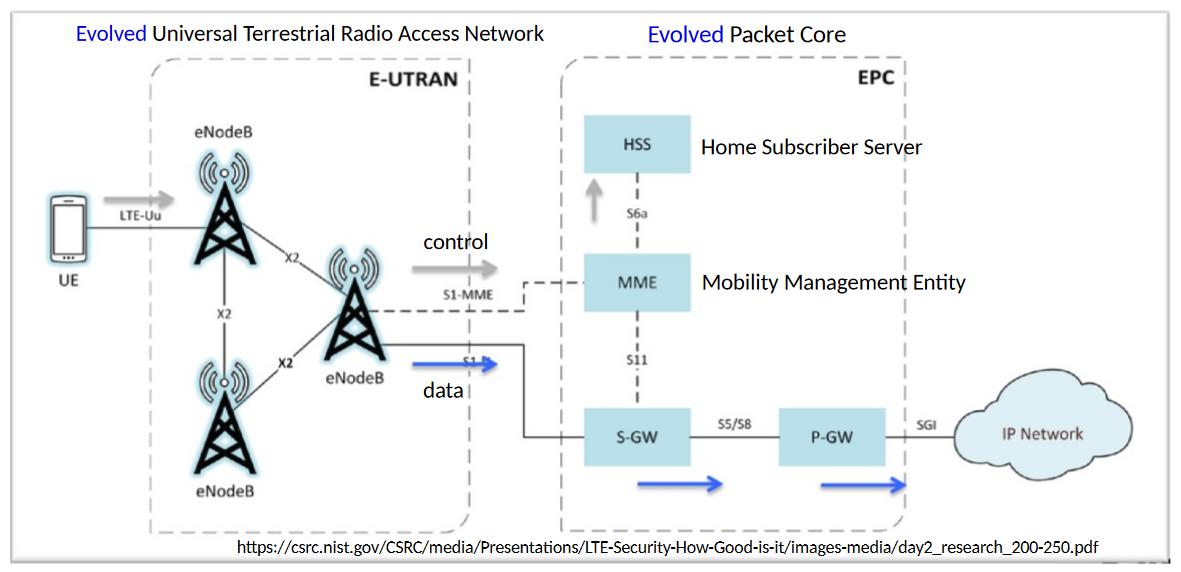 Evolved Universal Terrestrial Radio Access Network
Evolved Packet Core
E-UTRAN
EPC
eNodeB
HSS
Home Subscriber Server
LTE-Uu
S6a
UE
X2
control
S1-MME
MME
Mobility Management Entity
X2
X2
S11
eNodeB
data
S-GW
S5/S8
P-GW
SGI
IP Network
eNodeB
https://csrc.nist.gov/CSRC/media/Presentations/LTE-Security-How-Good-is-it/images-media/day2_research_200-250.pdf